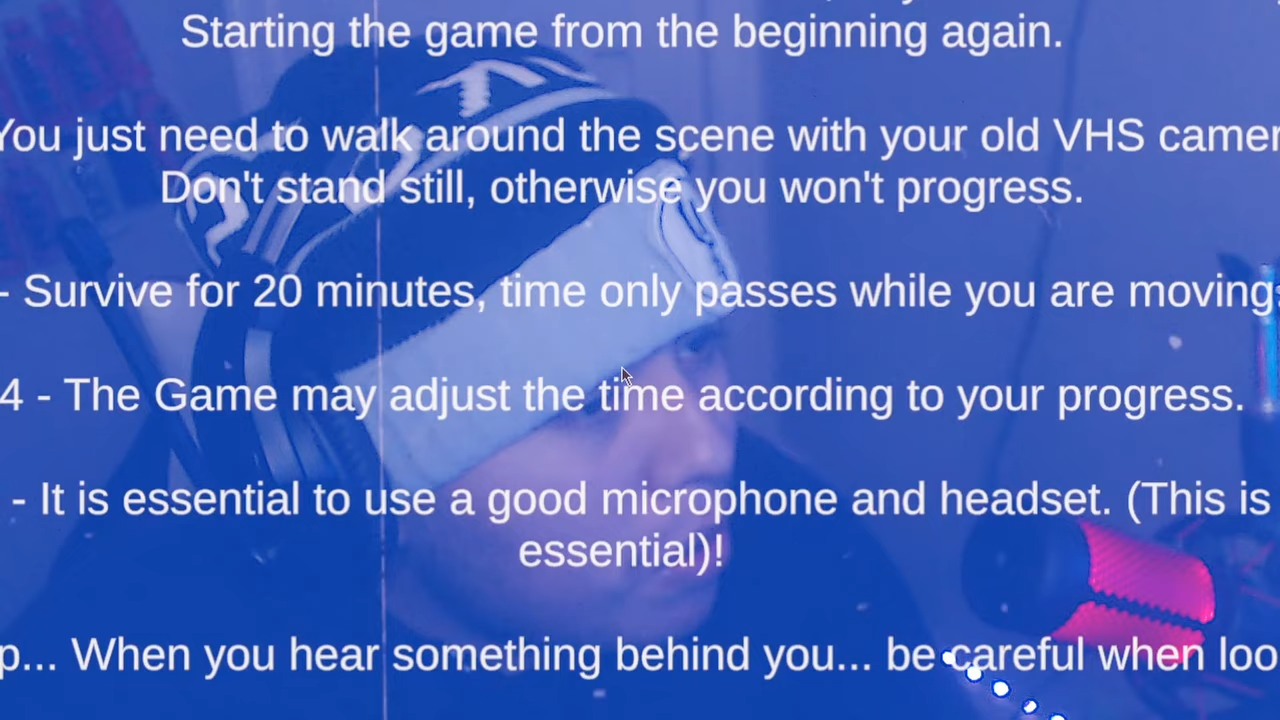 Starting the game from the beginning again.
You just need to walk around the scene with your old VHS camer
Don't stand still, otherwise you won't progress.
- Survive for 20 minutes, time only passes while you are moving.
4 - The Game may adjust the time according to your progress.
- It is essential to use a good microphone and headset. (This is
essential)!
p... When you hear something behind you... be careful when loo